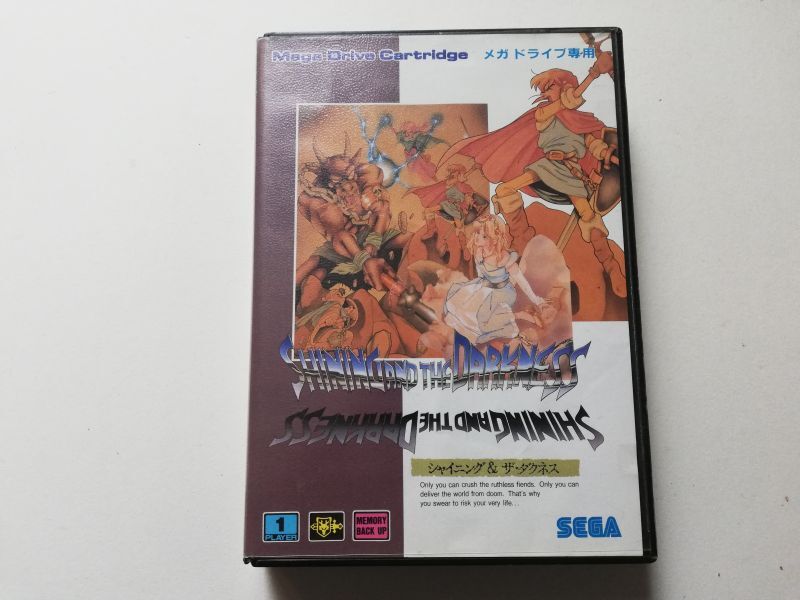 Mega Drive Cartridge メガドライブ専用
SHINING AND THE DARKNESS
SHINING AND THE DARKNESS
シャイニング&ザ・ダクネス
Only you can crush the ruthless fiends. Only you can
deliver the world from doom. That's why
you swear to risk your very life...
1
PLAYER
MEMORY
BACK UP
SEGA